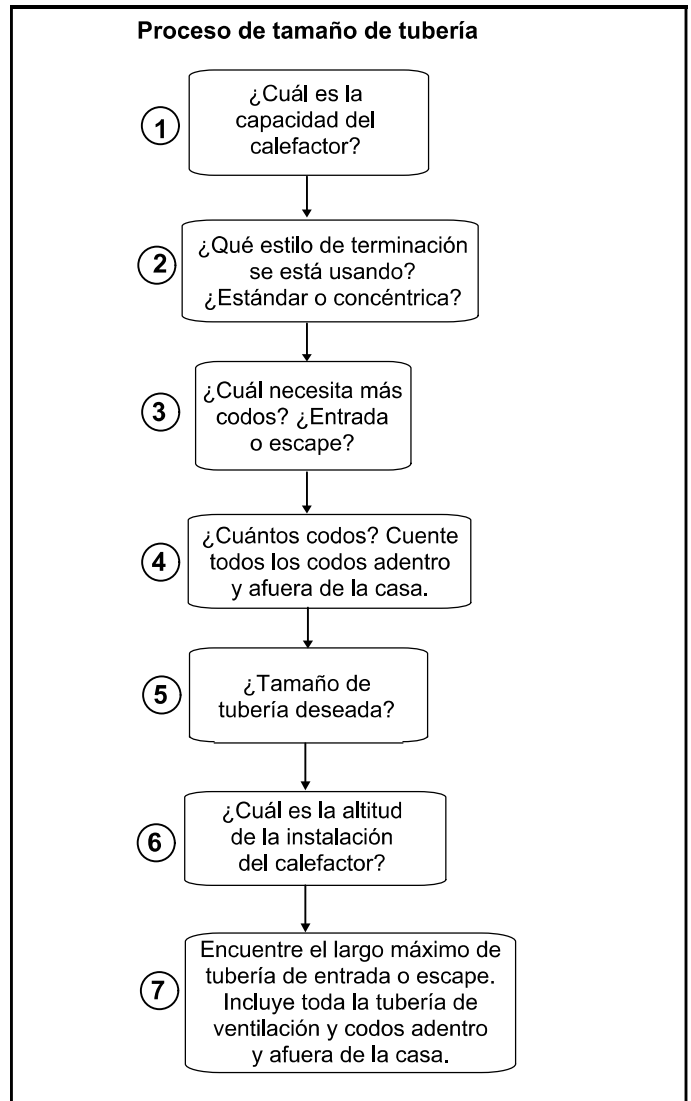 Proceso de tamaño de tubería
1
¿Cuál es la
capacidad del
calefactor?
2
¿Qué estilo de terminación
se está usando?
¿Estándar o concéntrica?
3
¿Cuál necesita más
codos? ¿Entrada
o escape?
4
¿Cuántos codos? Cuente
todos los codos adentro
y afuera de la casa.
5
¿Tamaño de
tubería deseada?
6
¿Cuál es la altitud
de la instalación
del calefactor?
7
Encuentre el largo máximo de
tubería de entrada o escape.
Incluye toda la tubería de
ventilación y codos adentro
y afuera de la casa.